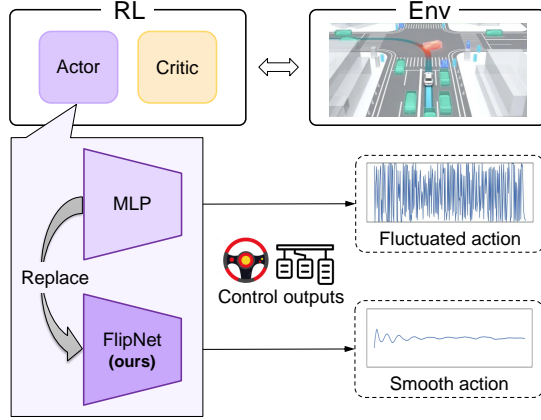 RL
Env
Actor
Critic
MLP
Replace
FlipNet
(ours)
Control outputs
Fluctuated action
Smooth action